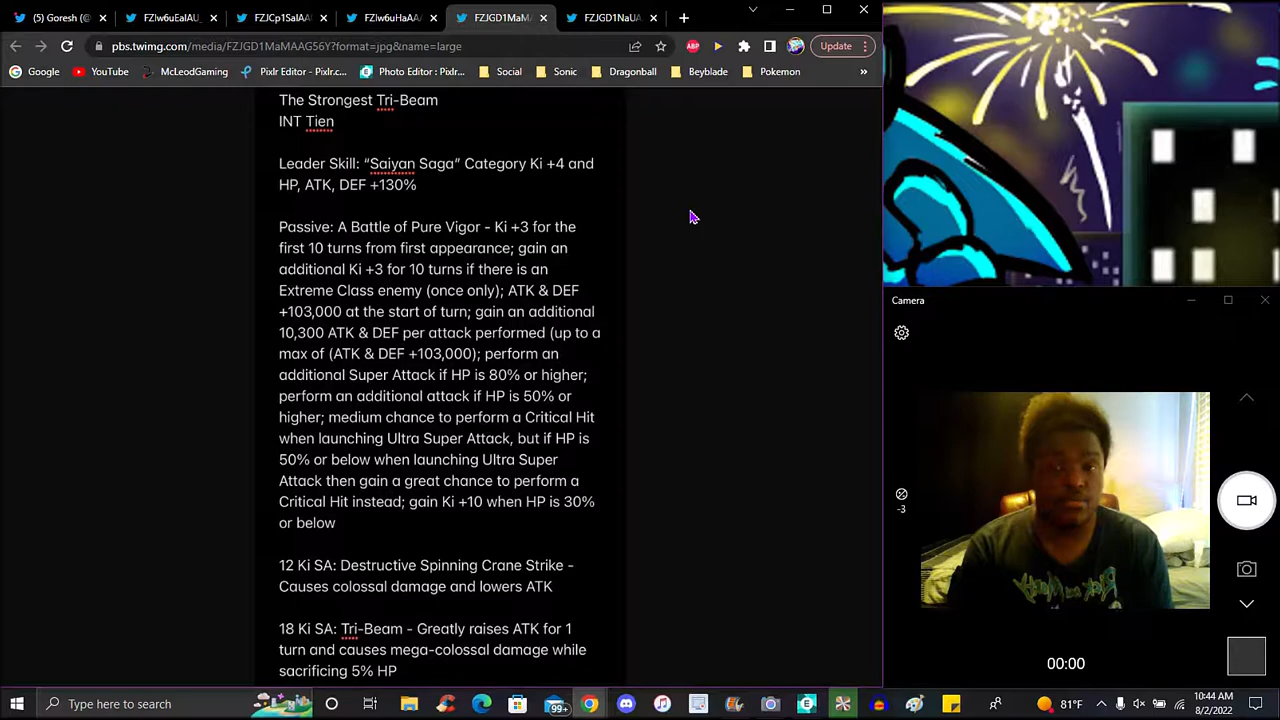 Goresh (@
FZIw6uEaIAU_
FZJCp1SaIAA
FZIw6uHaAA
FZJGD1MaM
FZJGD1NaUA
pbs.twimg.com/media/FZJGD1MaMAAG56Y?format=jpg&name=large
ABP
Update
Google
YouTube
McLeodGaming
Pixlr Editor - Pixlr.c...
Photo Editor : Pixlr...
Social
Sonic
Dragonball
Beyblade
Pokemon
»
The Strongest Tri-Beam
INT Tien
Leader Skill: “Saiyan Saga” Category Ki +4 and
HP, ATK, DEF +130%
Passive: A Battle of Pure Vigor - Ki +3 for the
first 10 turns from first appearance; gain an
additional Ki +3 for 10 turns if there is an
Extreme Class enemy (once only); ATK & DEF
+103,000 at the start of turn; gain an additional
10,300 ATK & DEF per attack performed (up to a
max of (ATK & DEF +103,000); perform an
additional Super Attack if HP is 80% or higher;
perform an additional attack if HP is 50% or
higher; medium chance to perform a Critical Hit
when launching Ultra Super Attack, but if HP is
50% or below when launching Ultra Super
Attack then gain a great chance to perform a
Critical Hit instead; gain Ki +10 when HP is 30%
or below
12 Ki SA: Destructive Spinning Crane Strike -
Causes colossal damage and lowers ATK
18 Ki SA: Tri-Beam - Greatly raises ATK for 1
turn and causes mega-colossal damage while
sacrificing 5% HP
Camera
-3
00:00
Type here to search
99+
81°F
10:44 AM
8/2/2022